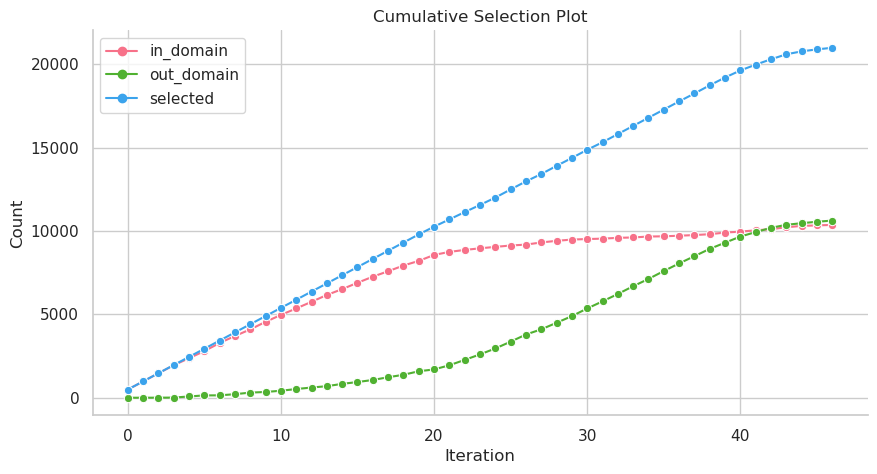 Cumulative Selection Plot
in_domain
out_domain
selected
20000
15000
10000
5000
0
Count
0 10 20 30 40
Iteration